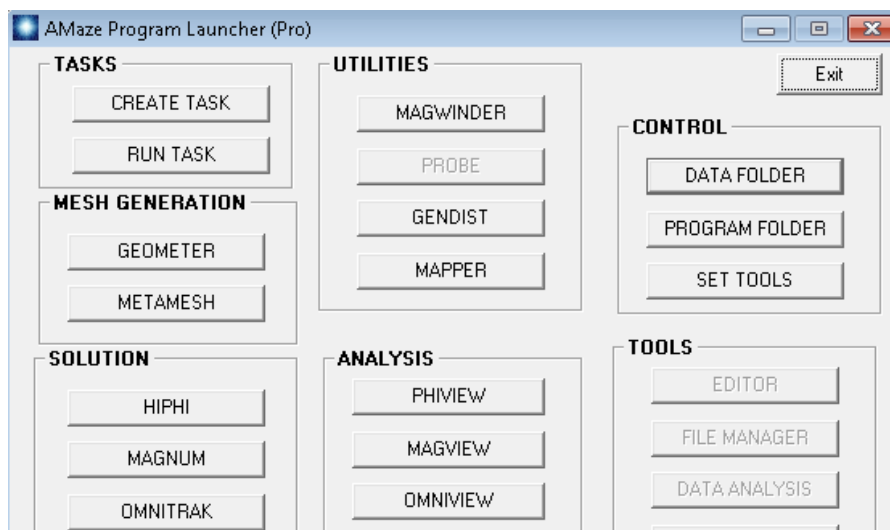 AMaze Program Launcher (Pro)
TASKS
CREATE TASK
RUN TASK
MESH GENERATION
GEOMETER
METAMESH
SOLUTION
HIPHI
MAGNUM
OMNITRAK
UTILITIES
MAGWINDER
PROBE
GENDIST
MAPPER
ANALYSIS
PHIVIEW
MAGVIEW
OMNIVIEW
Exit
CONTROL
DATA FOLDER
PROGRAM FOLDER
SET TOOLS
TOOLS
EDITOR
FILE MANAGER
DATA ANALYSIS